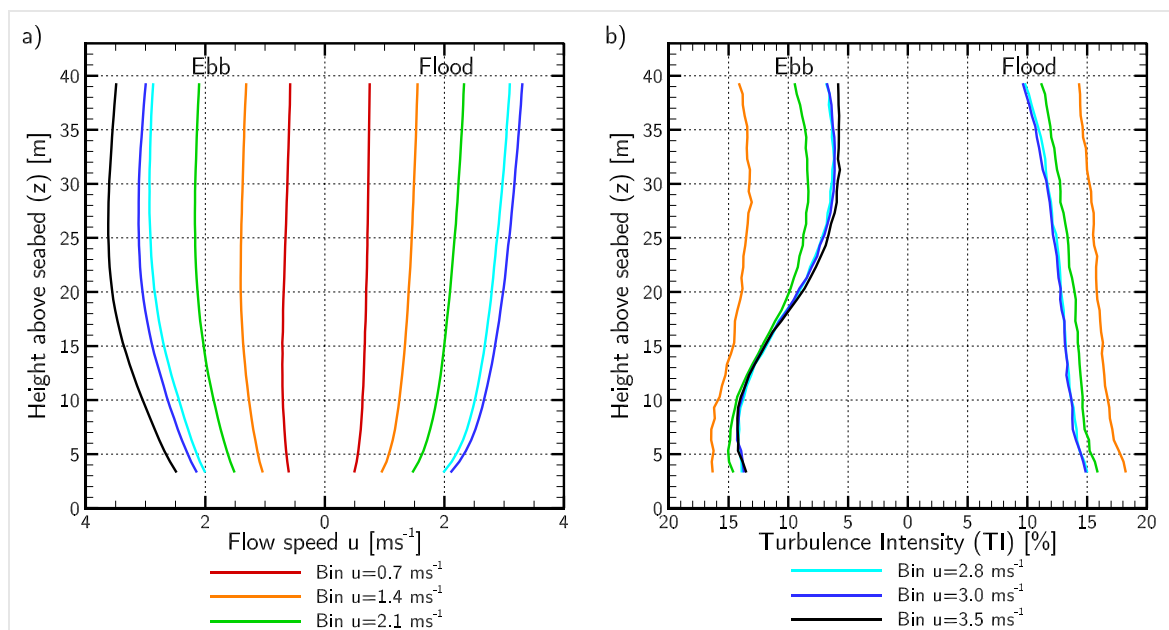 a)
Ebb
Flood
40
35
30
25
20
15
10
5
0
Height above seabed (z) [m]
4
2
0
2
4
Flow speed u [ms⁻¹]
Bin u=0.7 ms⁻¹
Bin u=1.4 ms⁻¹
Bin u=2.1 ms⁻¹
b)
Ebb
Flood
40
35
30
25
20
15
10
5
0
Height above seabed (z) [m]
20
15
10
5
0
5
10
15
20
Turbulence Intensity (TI) [%]
Bin u=2.8 ms⁻¹
Bin u=3.0 ms⁻¹
Bin u=3.5 ms⁻¹